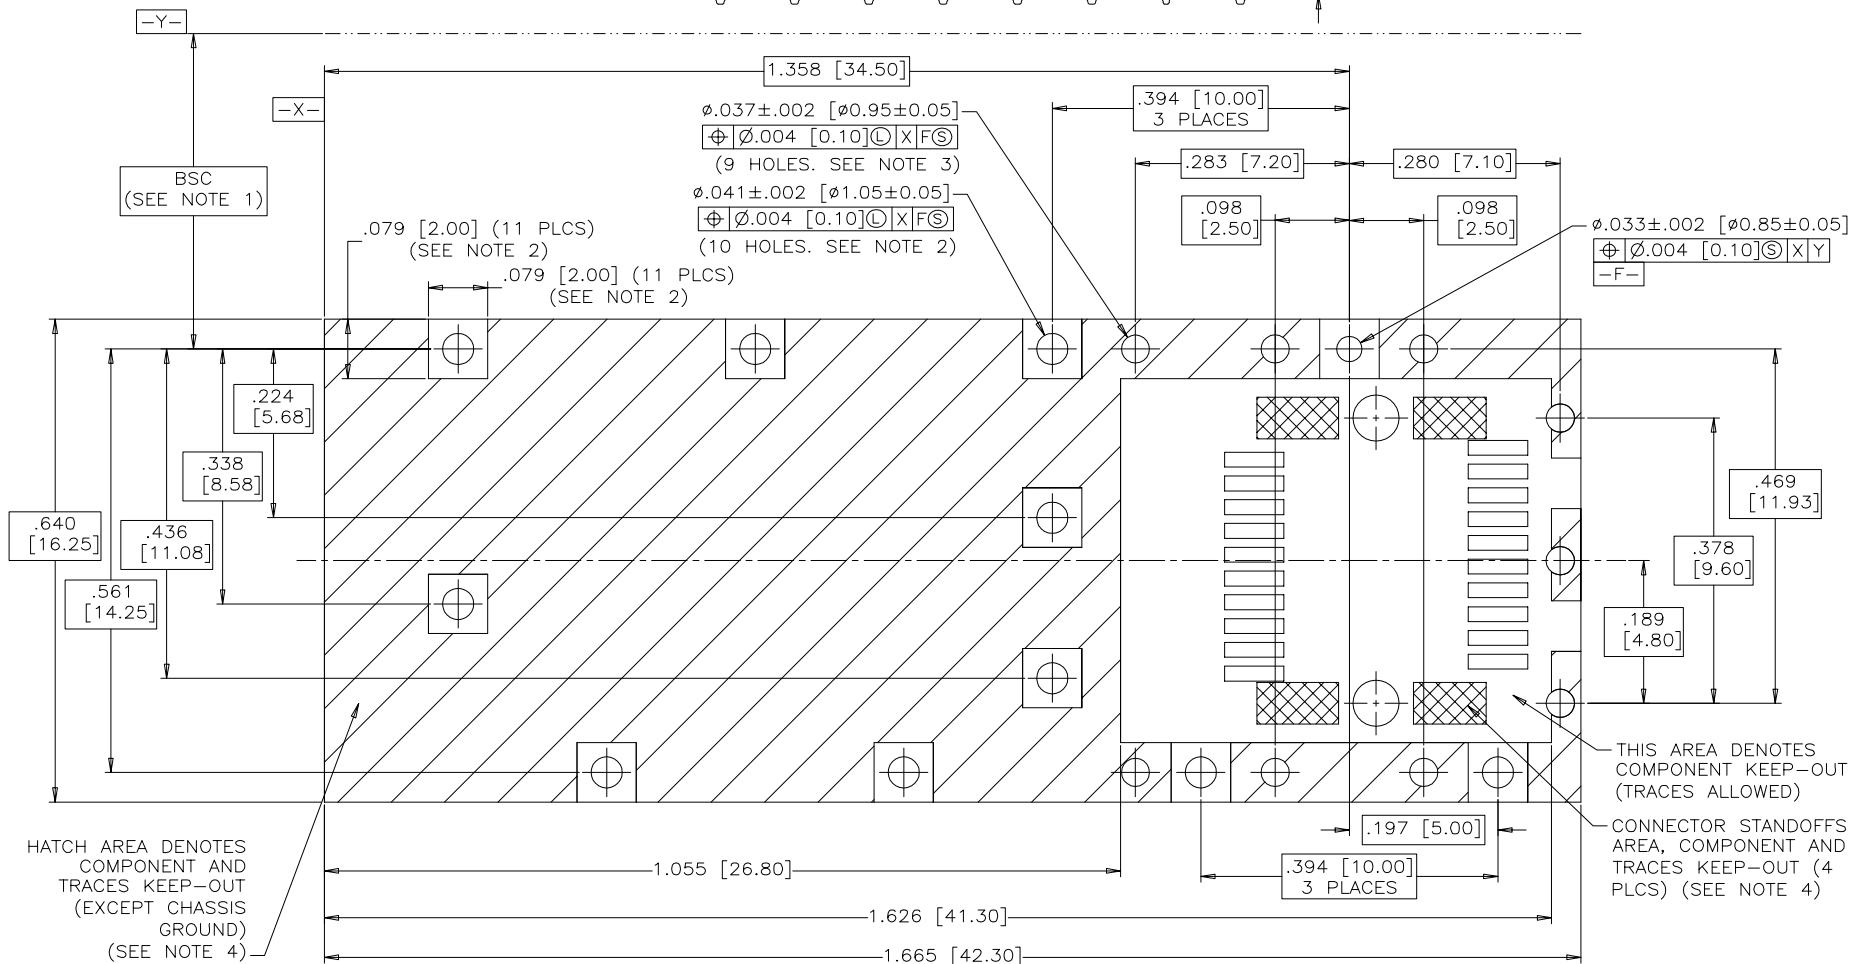 -Y-
1.358 [34.50]
-X-
.394 [10.00]
3 PLACES
ø.037±.002 [ø0.95±0.05]
⌖ Ø.004 [0.10]Ⓛ X FⓈ
(9 HOLES. SEE NOTE 3)
.283 [7.20]
.280 [7.10]
BSC
(SEE NOTE 1)
ø.041±.002 [ø1.05±0.05]
⌖ Ø.004 [0.10]Ⓛ X FⓈ
(10 HOLES. SEE NOTE 2)
.098
[2.50]
.098
[2.50]
ø.033±.002 [ø0.85±0.05]
⌖ Ø.004 [0.10]Ⓢ X Y
-F-
.079 [2.00] (11 PLCS)
(SEE NOTE 2)
.079 [2.00] (11 PLCS)
(SEE NOTE 2)
.224
[5.68]
.338
[8.58]
.436
[11.08]
.640
[16.25]
.561
[14.25]
.469
[11.93]
.378
[9.60]
.189
[4.80]
THIS AREA DENOTES
COMPONENT KEEP-OUT
(TRACES ALLOWED)
CONNECTOR STANDOFFS
AREA, COMPONENT AND
TRACES KEEP-OUT (4
PLCS) (SEE NOTE 4)
HATCH AREA DENOTES
COMPONENT AND
TRACES KEEP-OUT
(EXCEPT CHASSIS
GROUND)
(SEE NOTE 4)
.197 [5.00]
1.055 [26.80]
.394 [10.00]
3 PLACES
1.626 [41.30]
1.665 [42.30]